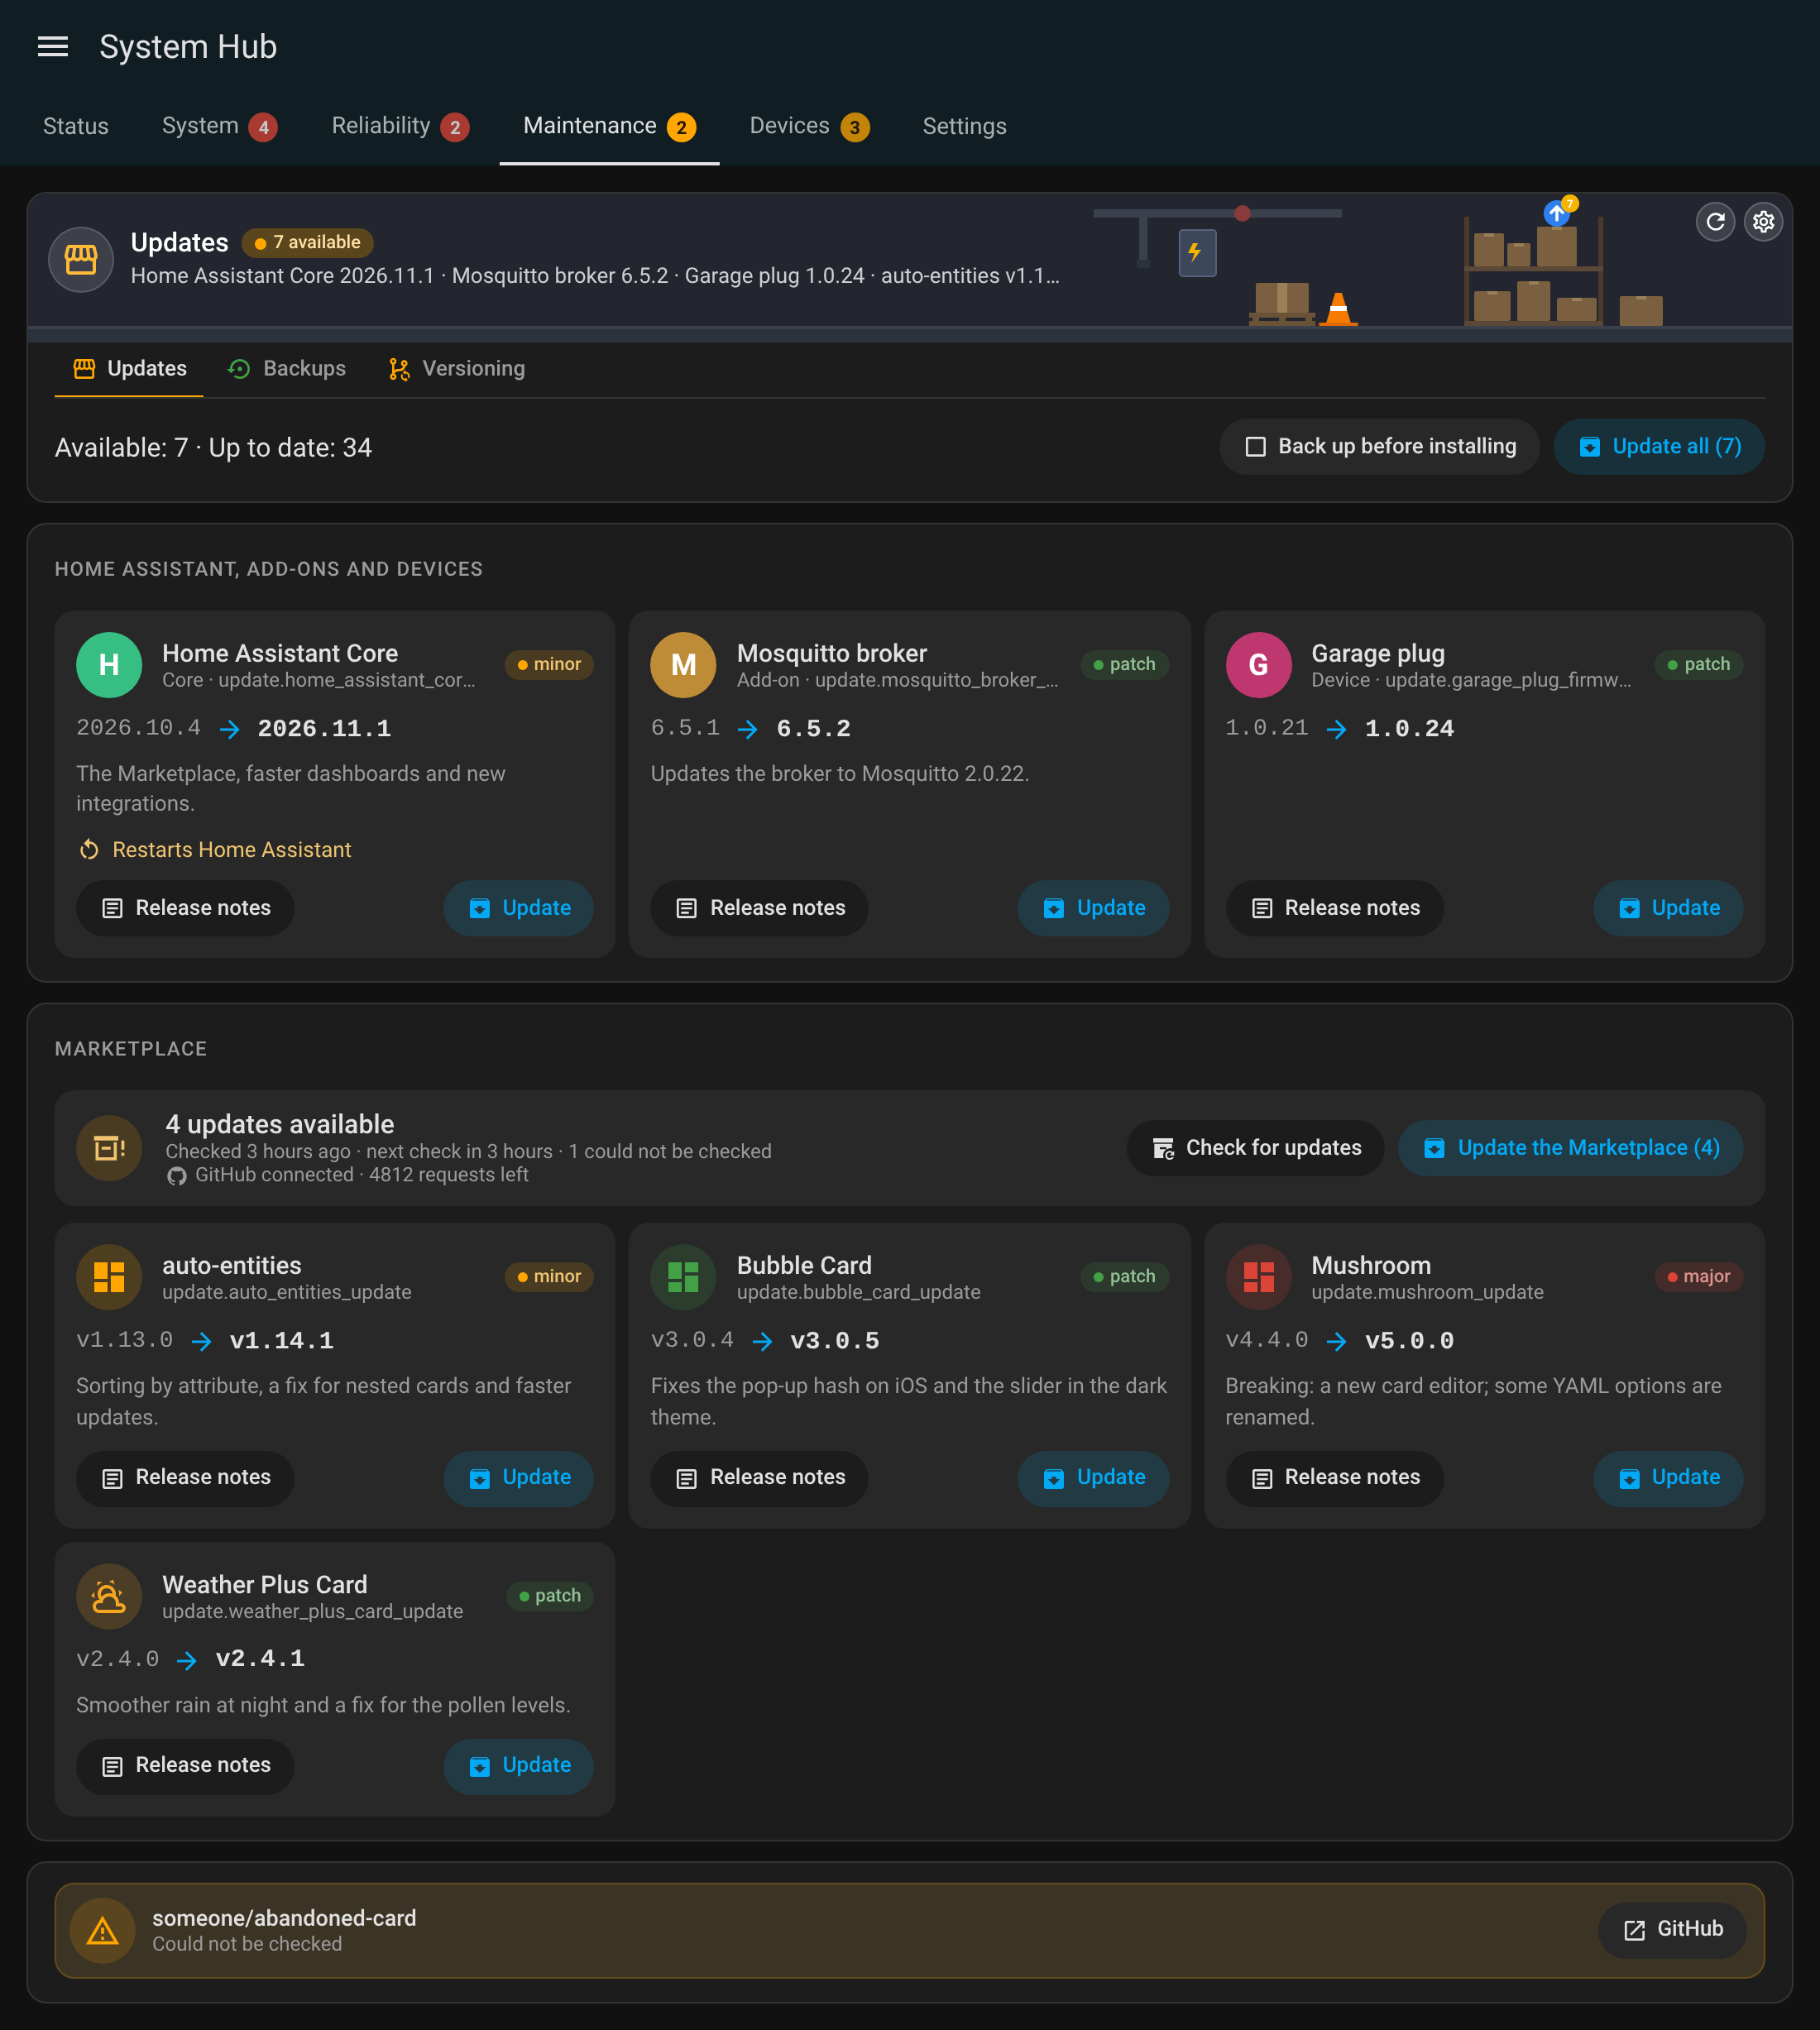 System Hub
Status
System 4
Reliability 2
Maintenance 2
Devices 3
Settings
Updates
7 available
Home Assistant Core 2026.11.1 · Mosquitto broker 6.5.2 · Garage plug 1.0.24 · auto-entities v1.1…
7
Updates
Backups
Versioning
Available: 7 · Up to date: 34
Back up before installing
Update all (7)
HOME ASSISTANT, ADD-ONS AND DEVICES
H
Home Assistant Core
Core · update.home_assistant_cor…
minor
2026.10.4 → 2026.11.1
The Marketplace, faster dashboards and new
integrations.
Restarts Home Assistant
Release notes
Update
M
Mosquitto broker
Add-on · update.mosquitto_broker_…
patch
6.5.1 → 6.5.2
Updates the broker to Mosquitto 2.0.22.
Release notes
Update
G
Garage plug
Device · update.garage_plug_firmw…
patch
1.0.21 → 1.0.24
Release notes
Update
MARKETPLACE
4 updates available
Checked 3 hours ago · next check in 3 hours · 1 could not be checked
GitHub connected · 4812 requests left
Check for updates
Update the Marketplace (4)
auto-entities
update.auto_entities_update
minor
v1.13.0 → v1.14.1
Sorting by attribute, a fix for nested cards and faster
updates.
Release notes
Update
Bubble Card
update.bubble_card_update
patch
v3.0.4 → v3.0.5
Fixes the pop-up hash on iOS and the slider in the dark
theme.
Release notes
Update
Mushroom
update.mushroom_update
major
v4.4.0 → v5.0.0
Breaking: a new card editor; some YAML options are
renamed.
Release notes
Update
Weather Plus Card
update.weather_plus_card_update
patch
v2.4.0 → v2.4.1
Smoother rain at night and a fix for the pollen levels.
Release notes
Update
someone/abandoned-card
Could not be checked
GitHub